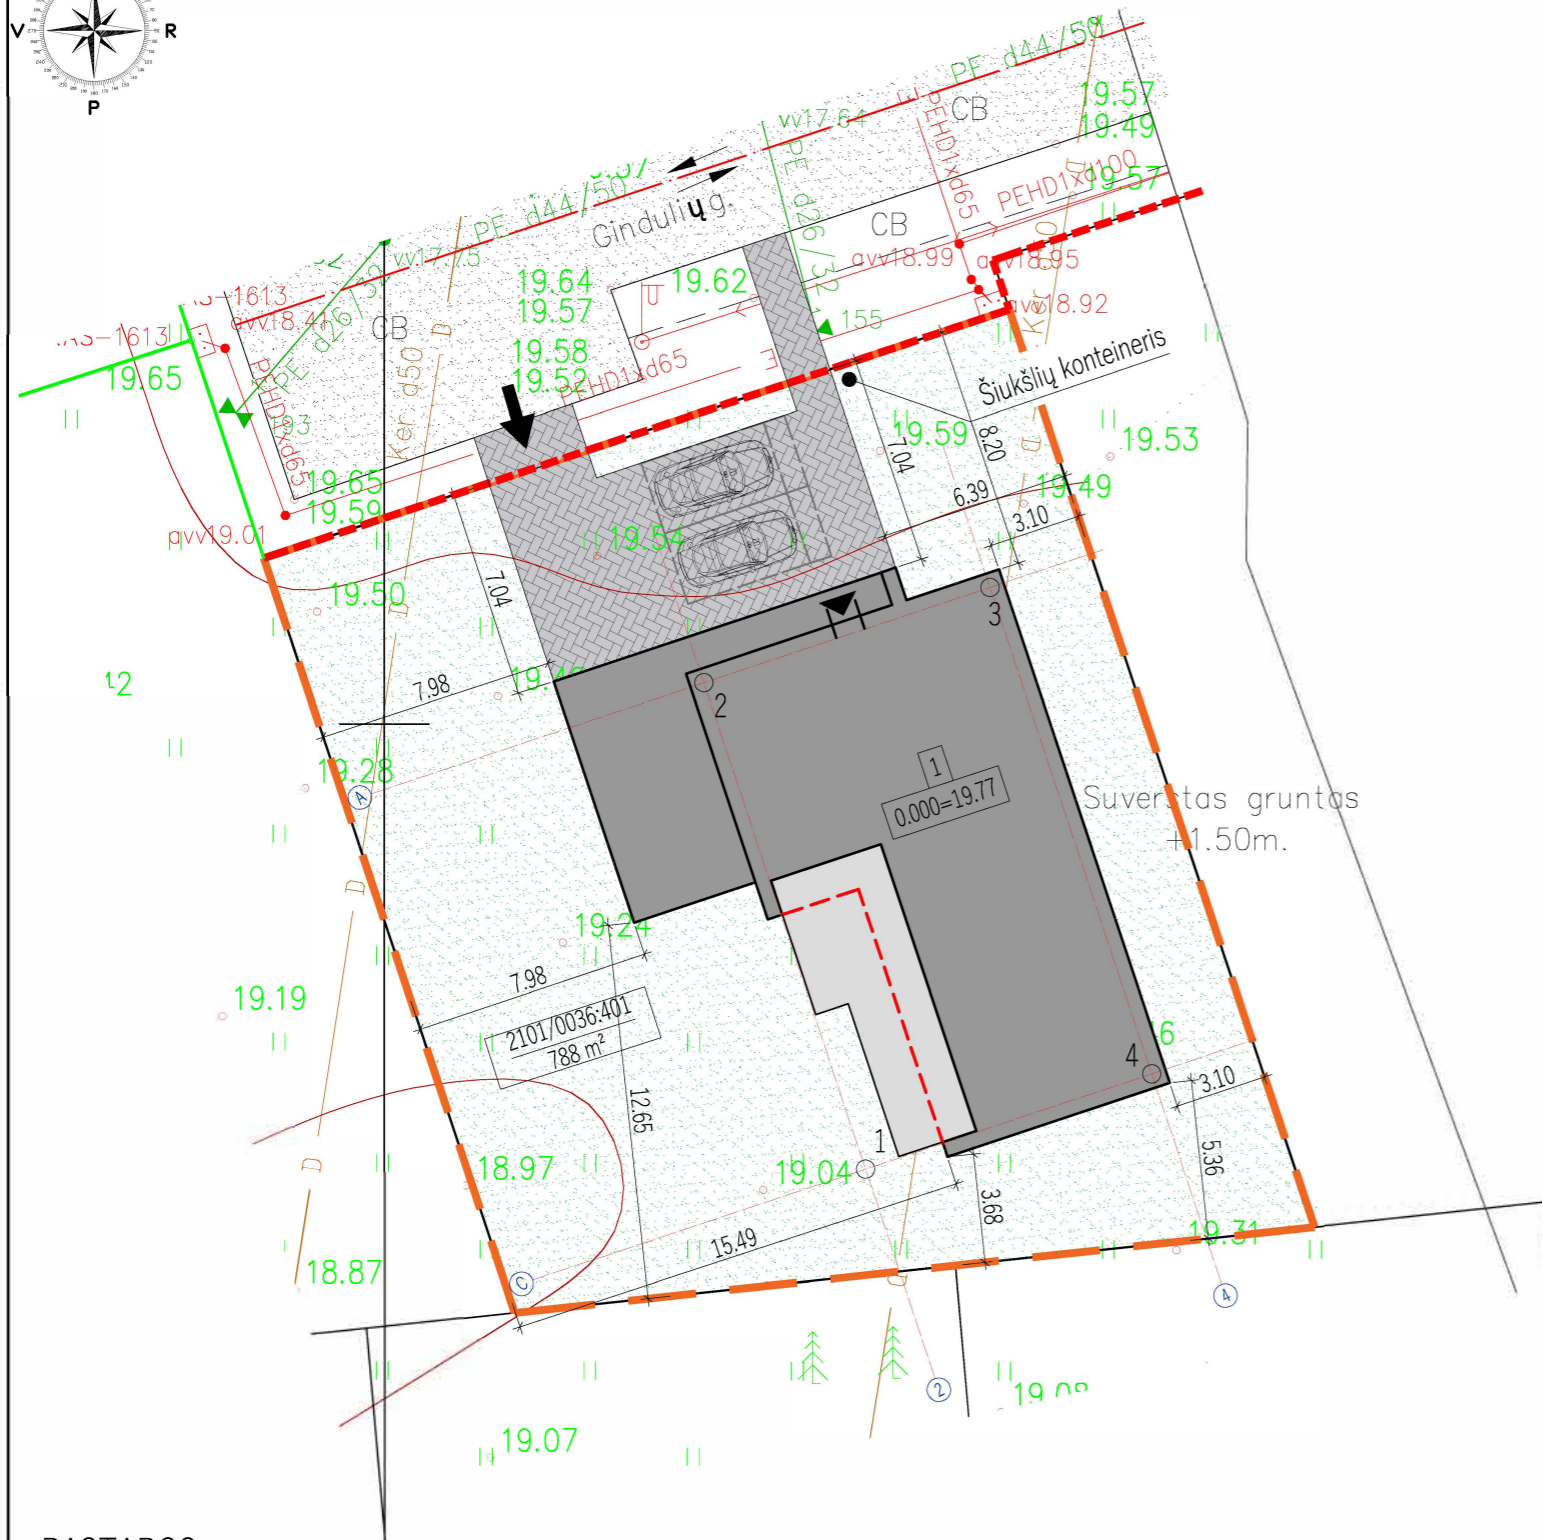 V R
P
PE d44/50
CB
19.57
19.49
vv17.64
PEHD1xd65
PE d26/32
PEHD1xd100
19.57
PE d44/50
Gindulių g.
CB
vv17.75
avv18.99
avv18.95
19.64
19.62
19.57
avv18.92
avv18.41
CB
155
19.58
19.52
PEHD1xd65
E
Šiukšlių konteineris
19.65
PE d26/32
Ker d50
D
193
PEHD1xd65
19.59
7.04
8.20
19.53
19.65
19.59
6.39
19.49
3.10
avv19.01
19.54
19.50
7.04
D
3
7.98
2
19.28
A
1
0.000=19.77
Suverstas gruntas
+1.50m.
D
19.24
7.98
19.19
2101/0036:401
788 m²
4
3.10
12.65
1
5.36
D
18.97
19.04
3.68
15.49
19.31
18.87
C
D
4
2
19.07